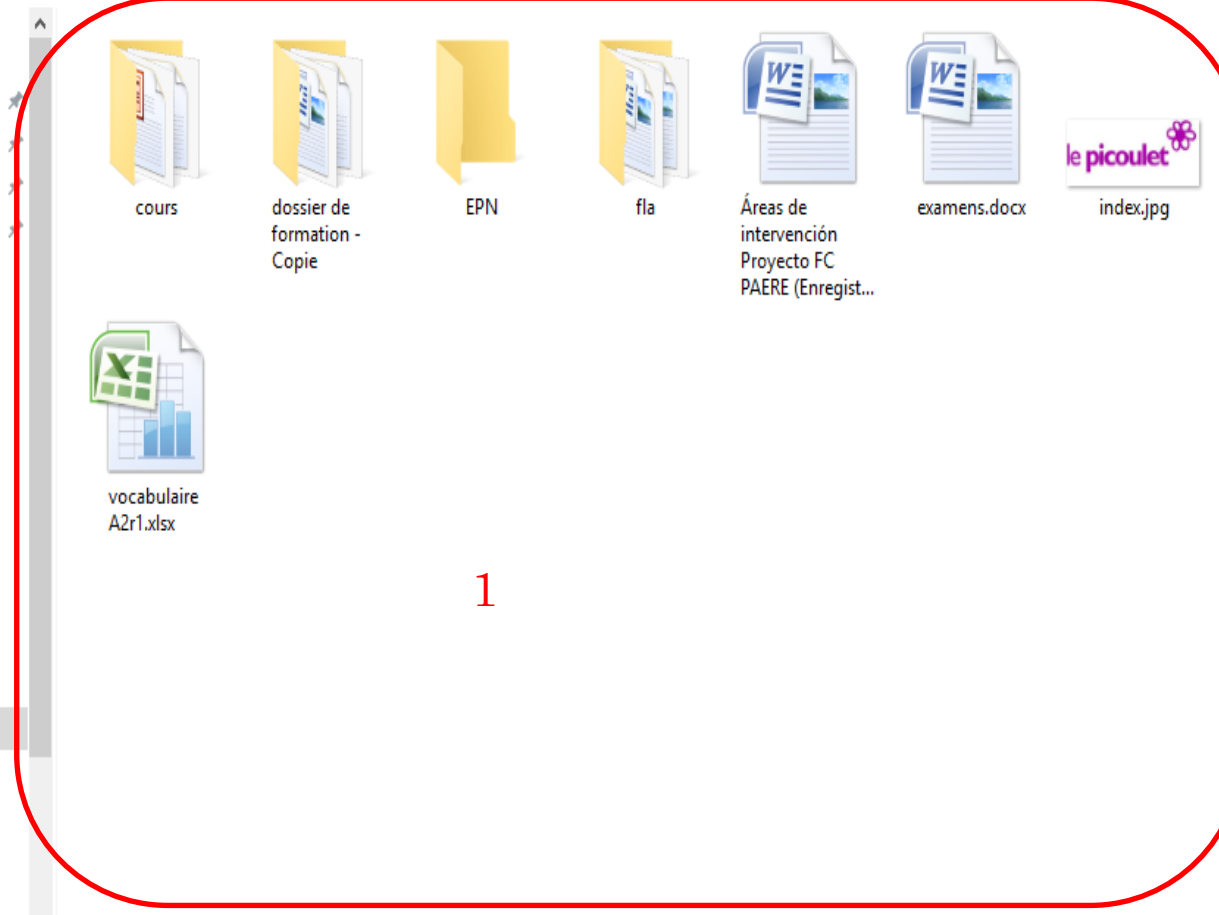 cours
dossier de
formation -
Copie
EPN
fla
Áreas de
intervención
Proyecto FC
PAERE (Enregist...
examens.docx
le picoulet
index.jpg
vocabulaire
A2r1.xlsx
1